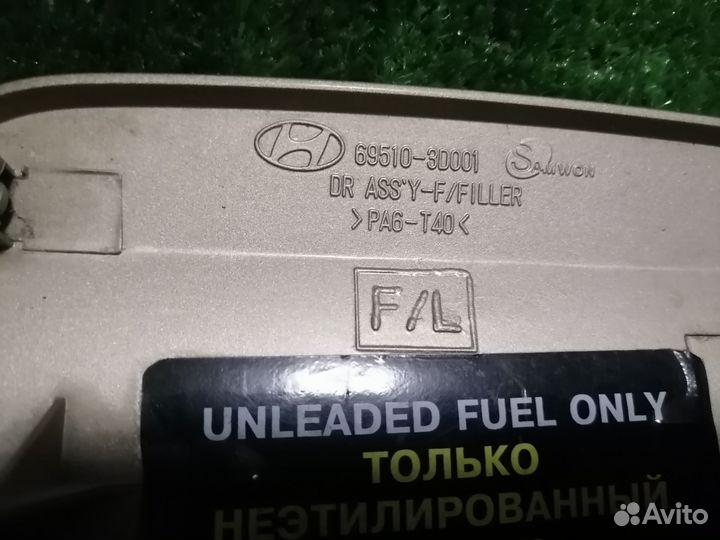 69510-3D001 SAMWON
DR ASS'Y-F/FILLER
>PA6-T40<
F/L
UNLEADED FUEL ONLY
ТОЛЬКО
НЕЭТИЛИРОВАННЫЙ
Avito